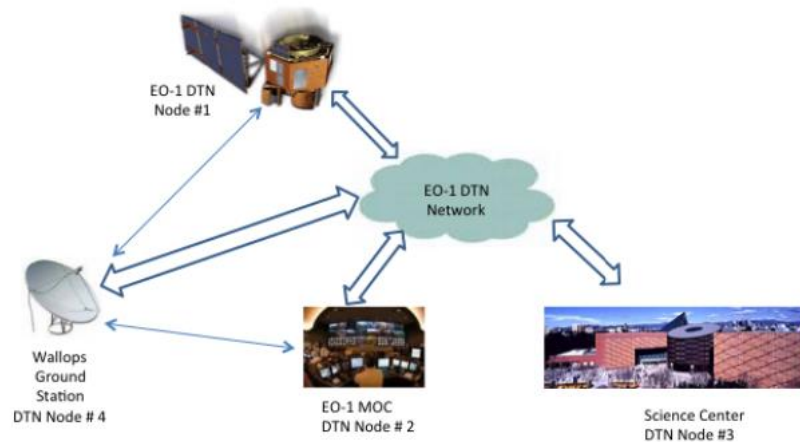 EO-1 DTN
Node #1
EO-1 DTN
Network
Wallops
Ground
Station
DTN Node # 4
EO-1 MOC
DTN Node # 2
Science Center
DTN Node #3